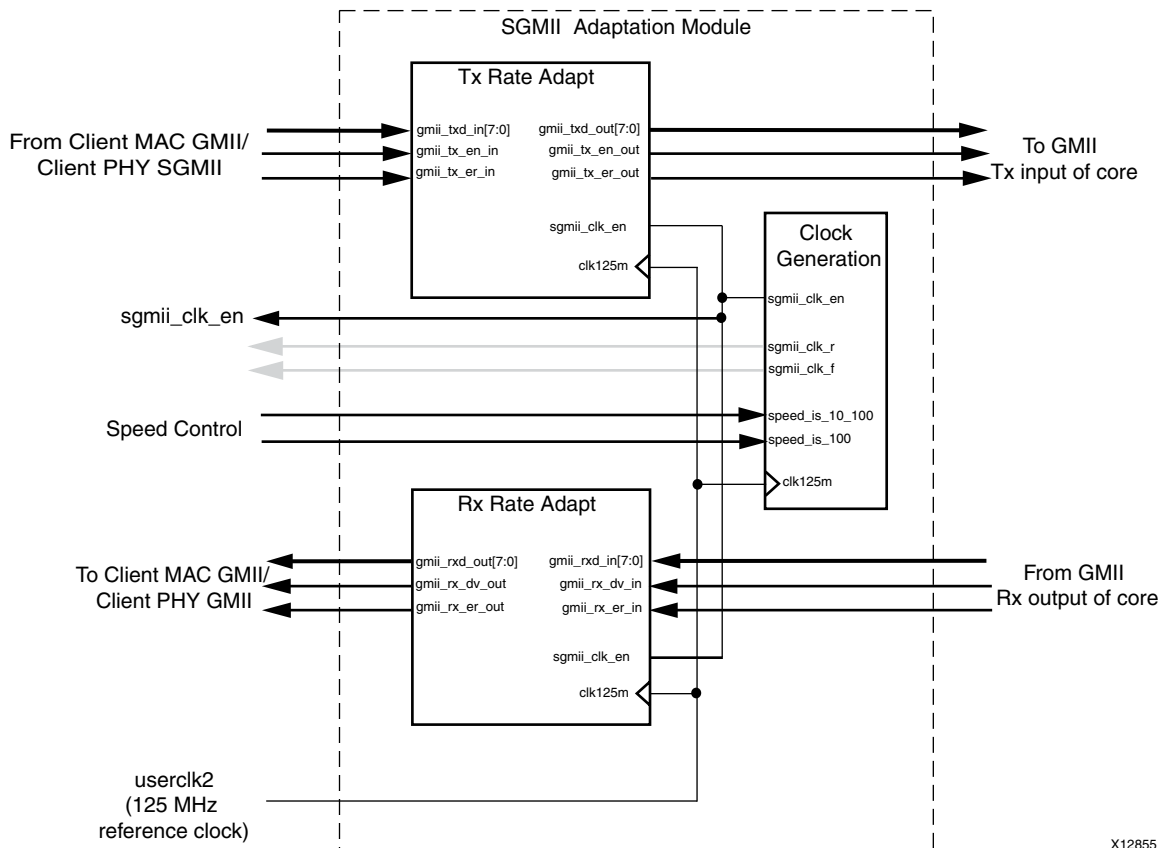 SGMII Adaptation Module
Tx Rate Adapt
From Client MAC GMII/
Client PHY SGMII
gmii_txd_in[7:0]
gmii_tx_en_in
gmii_tx_er_in
gmii_txd_out[7:0]
gmii_tx_en_out
gmii_tx_er_out
sgmii_clk_en
clk125m
To GMII
Tx input of core
Clock
Generation
sgmii_clk_en
sgmii_clk_r
sgmii_clk_f
speed_is_10_100
speed_is_100
clk125m
sgmii_clk_en
Speed Control
Rx Rate Adapt
To Client MAC GMII/
Client PHY GMII
gmii_rxd_out[7:0]
gmii_rx_dv_out
gmii_rx_er_out
gmii_rxd_in[7:0]
gmii_rx_dv_in
gmii_rx_er_in
sgmii_clk_en
clk125m
From GMII
Rx output of core
userclk2
(125 MHz
reference clock)
X12855